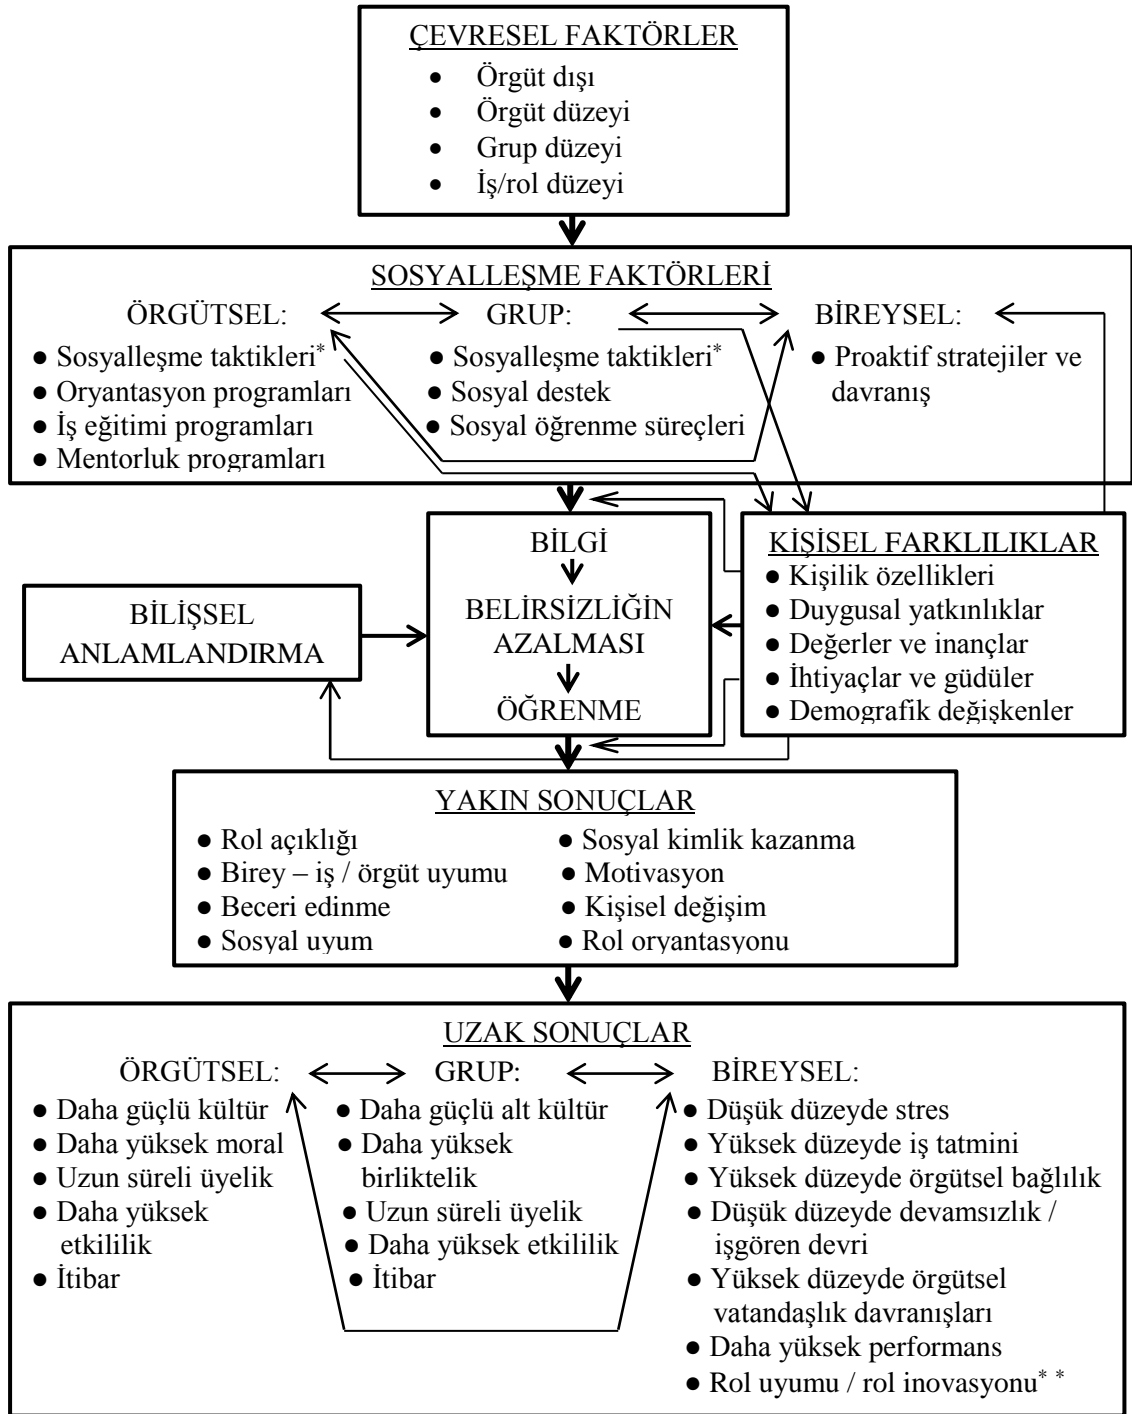 ÇEVRESEL FAKTÖRLER
● Örgüt dışı
● Örgüt düzeyi
● Grup düzeyi
● İş/rol düzeyi
SOSYALLEŞME FAKTÖRLERİ
ÖRGÜTSEL:
● Sosyalleşme taktikleri*
● Oryantasyon programları
● İş eğitimi programları
● Mentorluk programları
GRUP:
● Sosyalleşme taktikleri*
● Sosyal destek
● Sosyal öğrenme süreçleri
BİREYSEL:
● Proaktif stratejiler ve
davranış
BİLGİ
BELİRSİZLİĞİN
AZALMASI
ÖĞRENME
BİLİŞSEL
ANLAMLANDIRMA
KİŞİSEL FARKLILIKLAR
● Kişilik özellikleri
● Duygusal yatkınlıklar
● Değerler ve inançlar
● İhtiyaçlar ve güdüler
● Demografik değişkenler
YAKIN SONUÇLAR
● Rol açıklığı
● Birey – iş / örgüt uyumu
● Beceri edinme
● Sosyal uyum
● Sosyal kimlik kazanma
● Motivasyon
● Kişisel değişim
● Rol oryantasyonu
UZAK SONUÇLAR
ÖRGÜTSEL:
● Daha güçlü kültür
● Daha yüksek moral
● Uzun süreli üyelik
● Daha yüksek
etkililik
● İtibar
GRUP:
● Daha güçlü alt kültür
● Daha yüksek
birliktelik
● Uzun süreli üyelik
● Daha yüksek etkililik
● İtibar
BİREYSEL:
● Düşük düzeyde stres
● Yüksek düzeyde iş tatmini
● Yüksek düzeyde örgütsel bağlılık
● Düşük düzeyde devamsızlık /
işgören devri
● Yüksek düzeyde örgütsel
vatandaşlık davranışları
● Daha yüksek performans
● Rol uyumu / rol inovasyonu* *